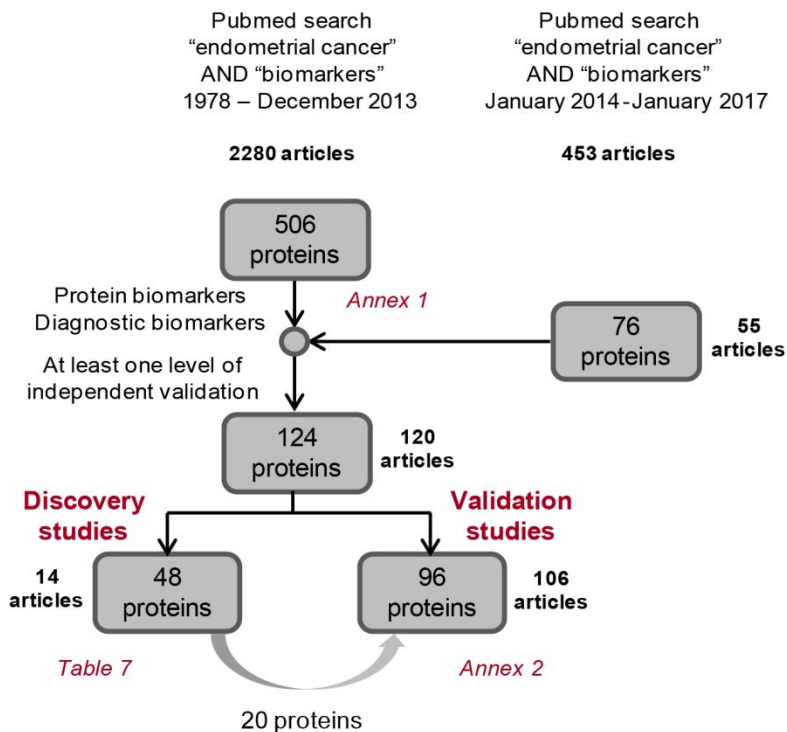 Pubmed search
“endometrial cancer”
AND “biomarkers”
1978 – December 2013
2280 articles
Pubmed search
“endometrial cancer”
AND “biomarkers”
January 2014-January 2017
453 articles
506
proteins
Protein biomarkers
Diagnostic biomarkers
Annex 1
76
proteins
55
articles
At least one level of
independent validation
124
proteins
120
articles
Discovery
studies
Validation
studies
14
articles
48
proteins
96
proteins
106
articles
Table 7
Annex 2
20 proteins